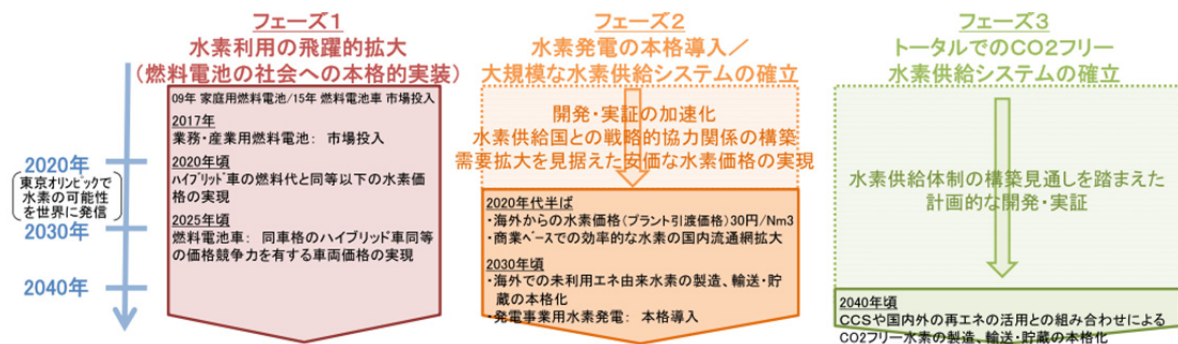 フェーズ１
水素利用の飛躍的拡大
（燃料電池の社会への本格的実装）
09年 家庭用燃料電池/15年 燃料電池車 市場投入
2017年
業務・産業用燃料電池： 市場投入
2020年頃
ﾊｲﾌﾞﾘｯﾄﾞ車の燃料代と同等以下の水素価
格の実現
2025年頃
燃料電池車： 同車格のハイブリッド車同等
の価格競争力を有する車両価格の実現
2020年
東京オリンピックで
水素の可能性
を世界に発信
2030年
2040年
フェーズ２
水素発電の本格導入／
大規模な水素供給システムの確立
開発・実証の加速化
水素供給国との戦略的協力関係の構築
需要拡大を見据えた安価な水素価格の実現
2020年代半ば
・海外からの水素価格（プラント引渡価格）30円/Nm3
・商業ﾍﾞｰｽでの効率的な水素の国内流通網拡大
2030年頃
・海外での未利用エネ由来水素の製造、輸送・貯
蔵の本格化
・発電事業用水素発電： 本格導入
フェーズ３
トータルでのCO2フリー
水素供給システムの確立
水素供給体制の構築見通しを踏まえた
計画的な開発・実証
2040年頃
CCSや国内外の再エネの活用との組み合わせによる
CO2フリー水素の製造、輸送・貯蔵の本格化